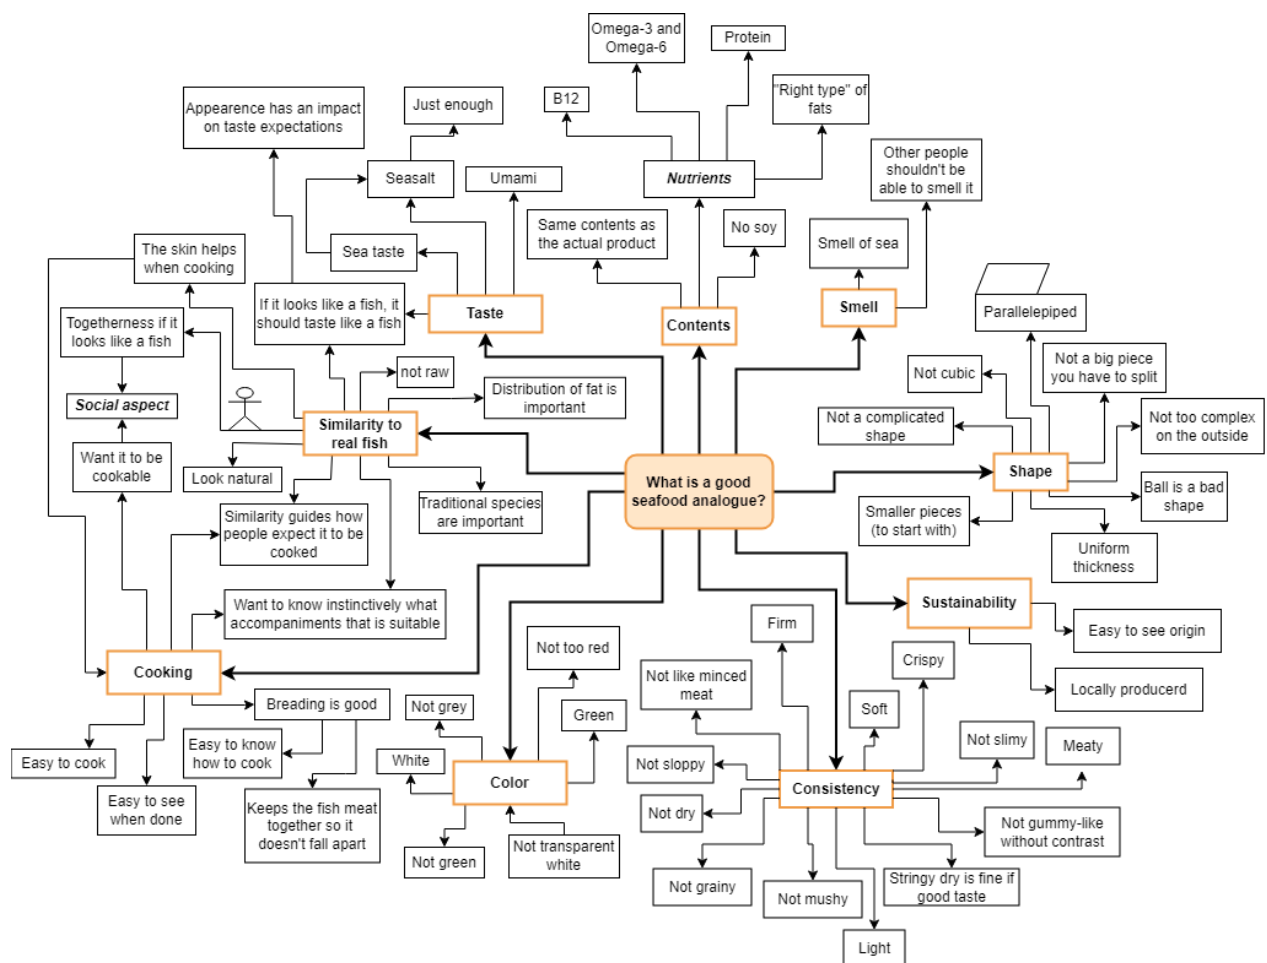 Omega-3 and
Omega-6
Protein
B12
"Right type" of
fats
Appearence has an impact
on taste expectations
Just enough
Seasalt
Umami
Nutrients
Other people
shouldn't be
able to smell it
Same contents as
the actual product
No soy
Smell of sea
The skin helps
when cooking
Sea taste
If it looks like a fish, it
should taste like a fish
Taste
Contents
Smell
Parallelepiped
Togetherness if it
looks like a fish
Social aspect
not raw
Distribution of fat is
important
Not cubic
Not a big piece
you have to split
Similarity to
real fish
Not a complicated
shape
Not too complex
on the outside
Want it to be
cookable
Look natural
Traditional species
are important
What is a good
seafood analogue?
Shape
Ball is a bad
shape
Smaller pieces
(to start with)
Similarity guides how
people expect it to be
cooked
Uniform
thickness
Want to know instinctively what
accompaniments that is suitable
Sustainability
Easy to see origin
Locally producerd
Cooking
Not too red
Firm
Crispy
Not like minced
meat
Breading is good
Not grey
Green
Soft
Easy to know
how to cook
Easy to cook
White
Color
Not sloppy
Not slimy
Meaty
Consistency
Easy to see
when done
Keeps the fish meat
together so it
doesn't fall apart
Not green
Not transparent
white
Not dry
Not gummy-like
without contrast
Not grainy
Not mushy
Stringy dry is fine if
good taste
Light